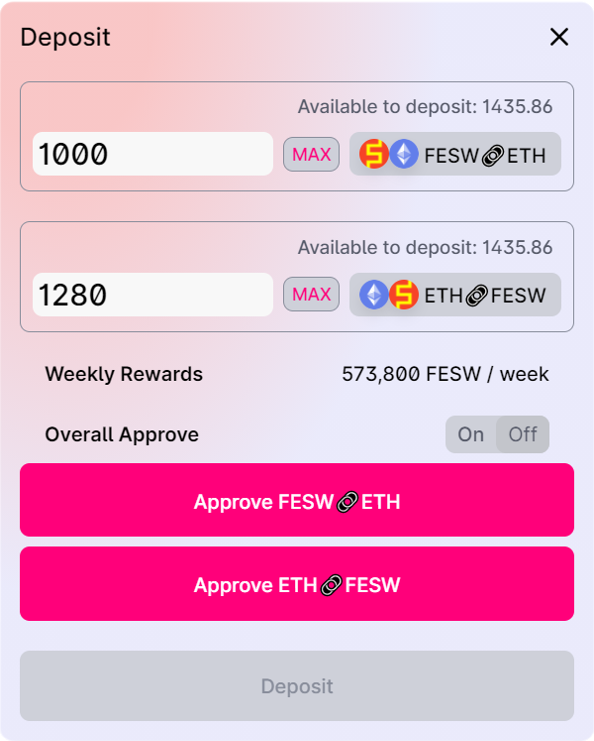 Deposit
Available to deposit: 1435.86
1000 MAX FESW🔗ETH
Available to deposit: 1435.86
1280 MAX ETH🔗FESW
Weekly Rewards 573,800 FESW / week
Overall Approve On Off
Approve FESW🔗ETH
Approve ETH🔗FESW
Deposit